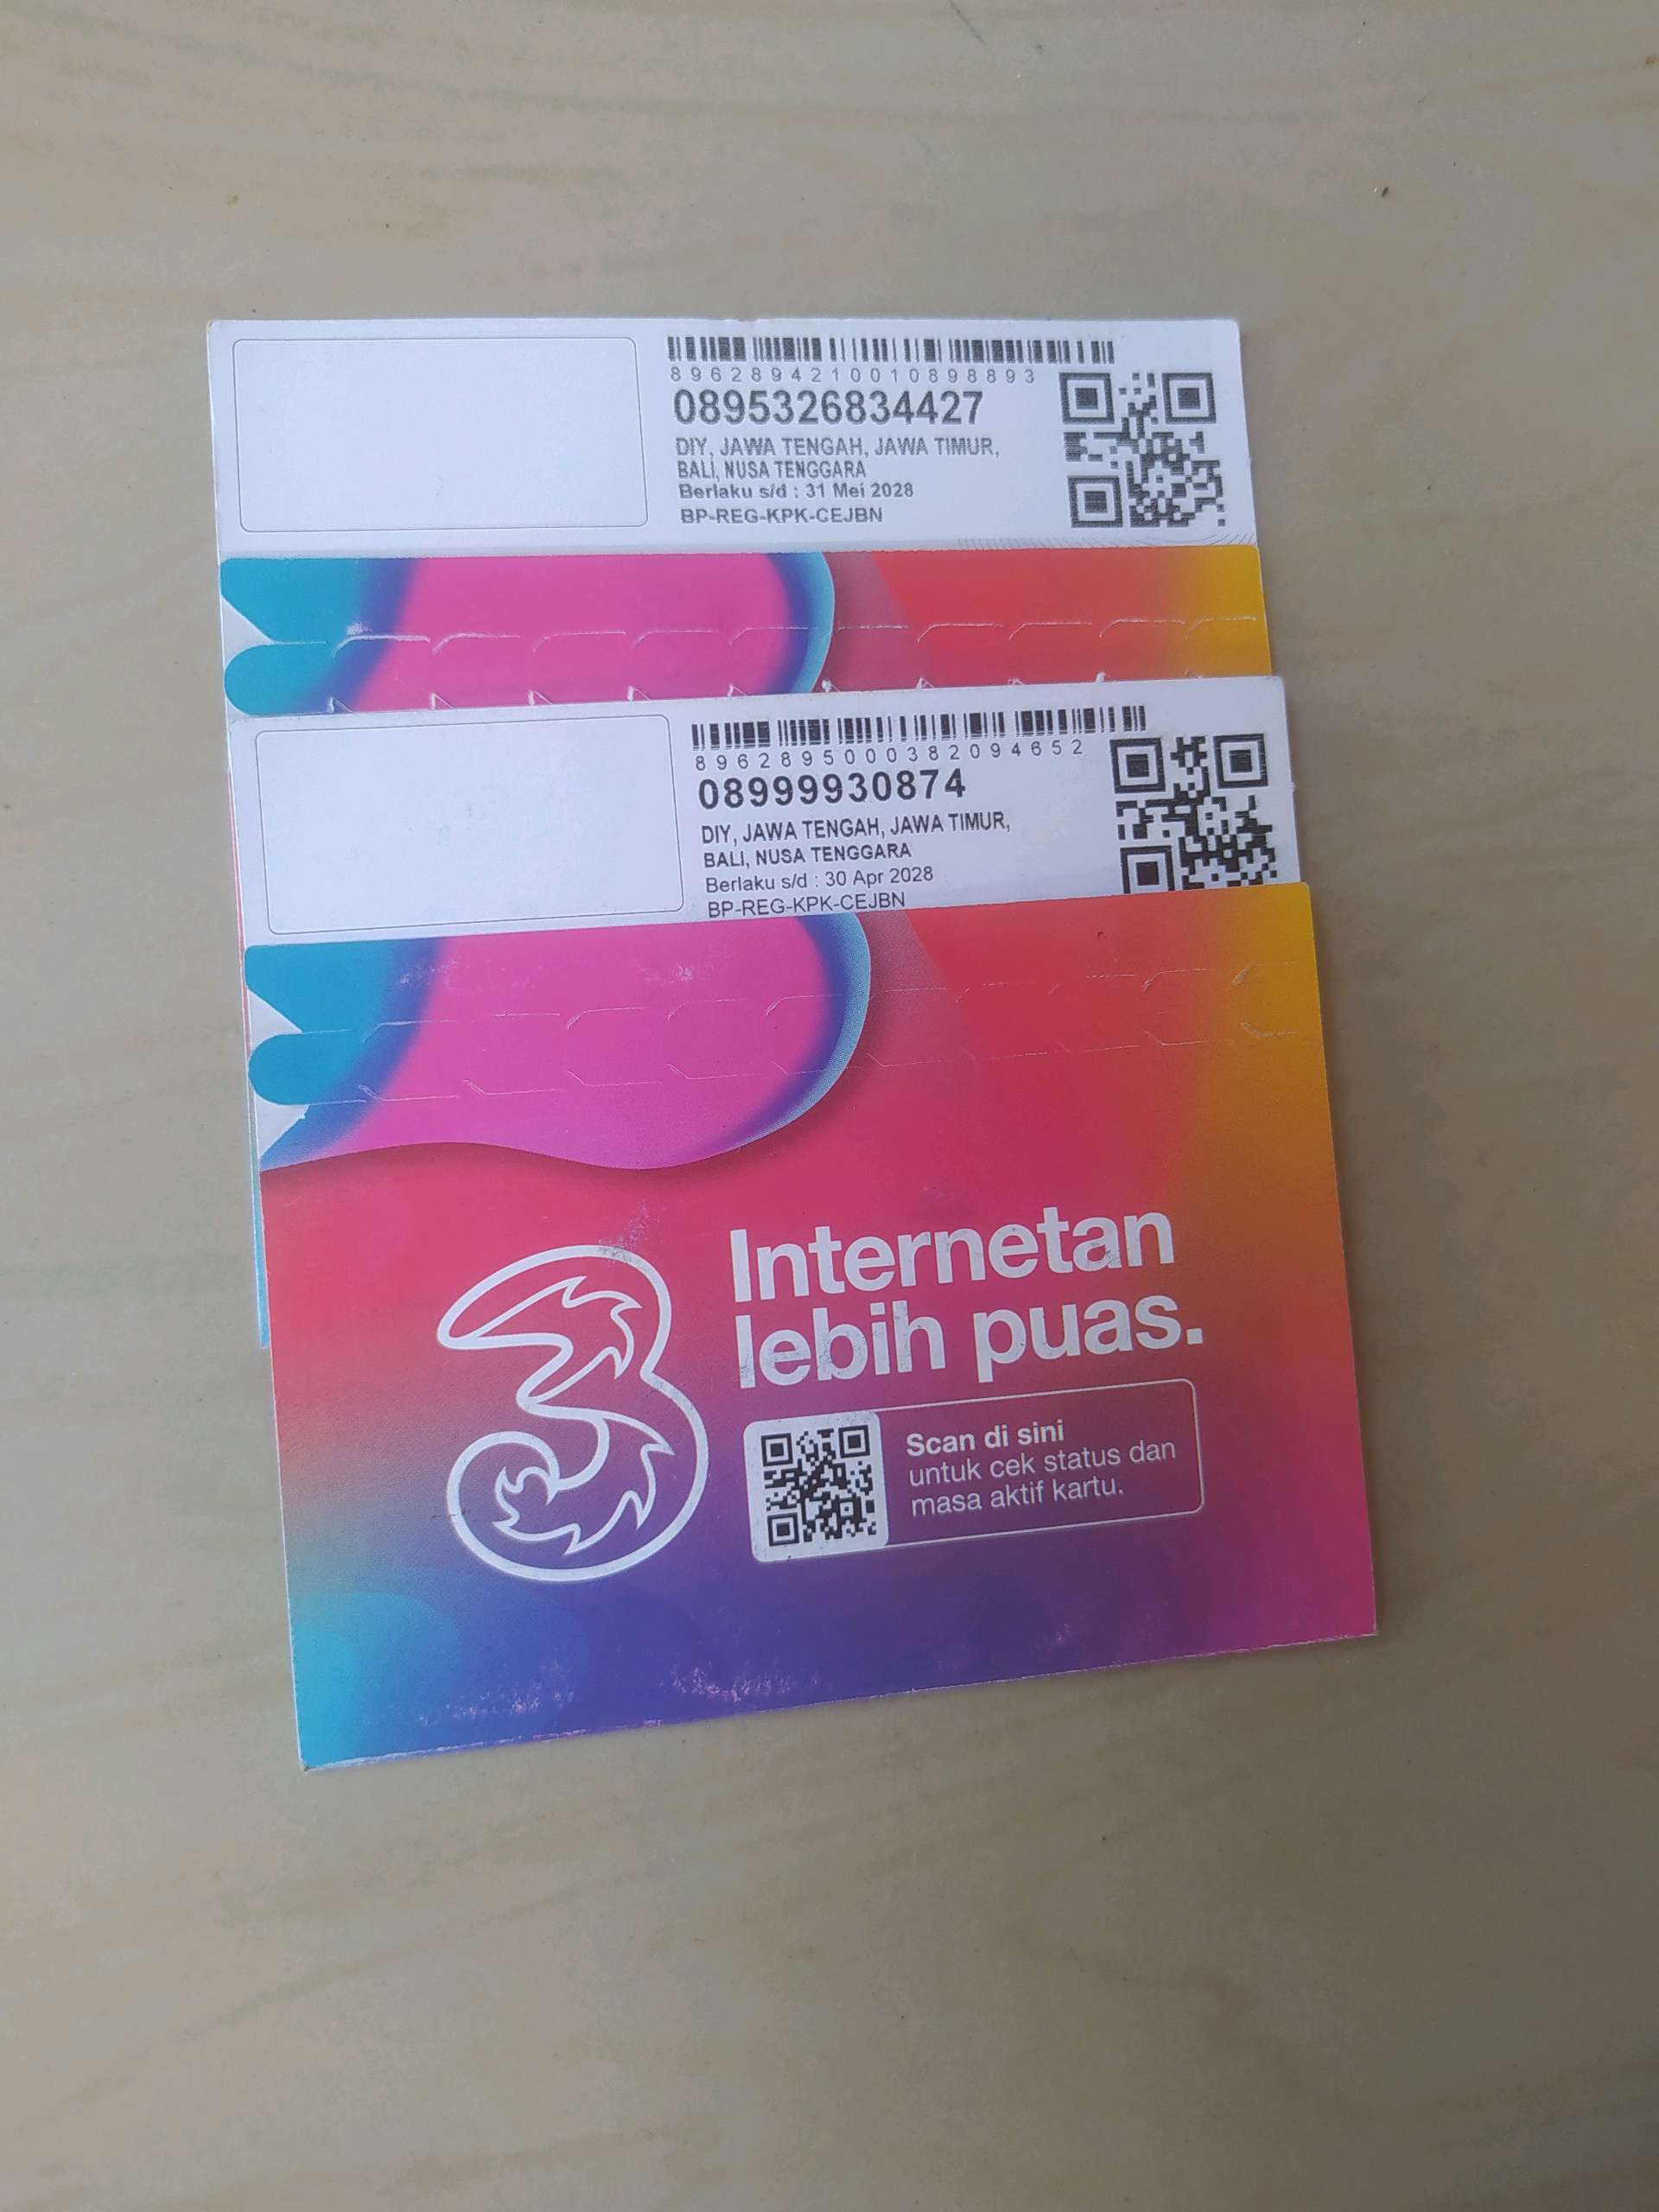 8962894210010898893
0895326834427
DIY, JAWA TENGAH, JAWA TIMUR,
BALI, NUSA TENGGARA
Berlaku s/d : 31 Mei 2028
BP-REG-KPK-CEJBN
8962895000382094652
08999930874
DIY, JAWA TENGAH, JAWA TIMUR,
BALI, NUSA TENGGARA
Berlaku s/d : 30 Apr 2028
BP-REG-KPK-CEJBN
3
Internetan
lebih puas.
Scan di sini
untuk cek status dan
masa aktif kartu.